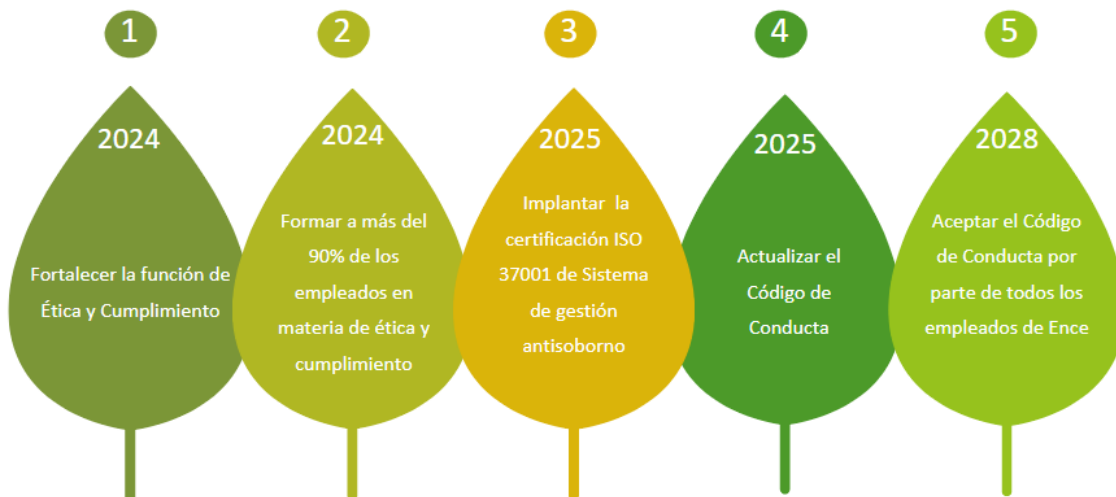 1
2024
Fortalecer la función de
Ética y Cumplimiento
2
2024
Formar a más del
90% de los
empleados en
materia de ética y
cumplimiento
3
2025
Implantar la
certificación ISO
37001 de Sistema
de gestión
antisoborno
4
2025
Actualizar el
Código de
Conducta
5
2028
Aceptar el Código
de Conducta por
parte de todos los
empleados de Ence